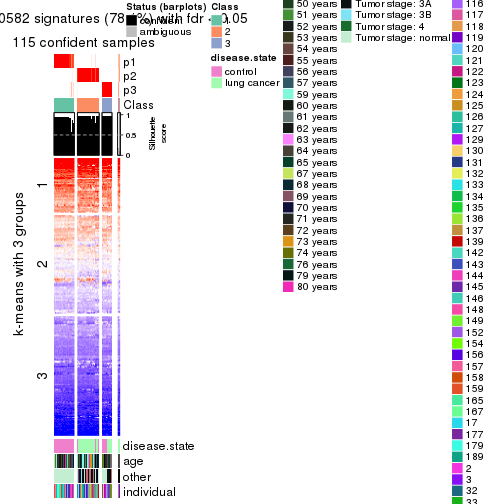 0582 signatures (78. %) with fdr < 0.05
115 confident samples
Status (barplots)
confident
ambiguous
Class
1
2
3
disease.state
control
lung cancer
p1
p2
p3
Class
1
0.5
0
Silhouette
score
k-means with 3 groups
1
2
3
disease.state
age
other
individual
50 years
51 years
52 years
53 years
54 years
55 years
56 years
57 years
59 years
60 years
61 years
62 years
63 years
64 years
65 years
67 years
68 years
69 years
70 years
71 years
72 years
73 years
74 years
76 years
79 years
80 years
Tumor stage: 3A
Tumor stage: 3B
Tumor stage: 4
Tumor stage: normal
116
117
118
119
120
121
122
123
124
125
126
127
129
130
131
132
133
134
135
136
137
139
142
143
144
145
146
148
149
152
154
156
157
158
159
165
167
17
177
179
189
2
3
32
33